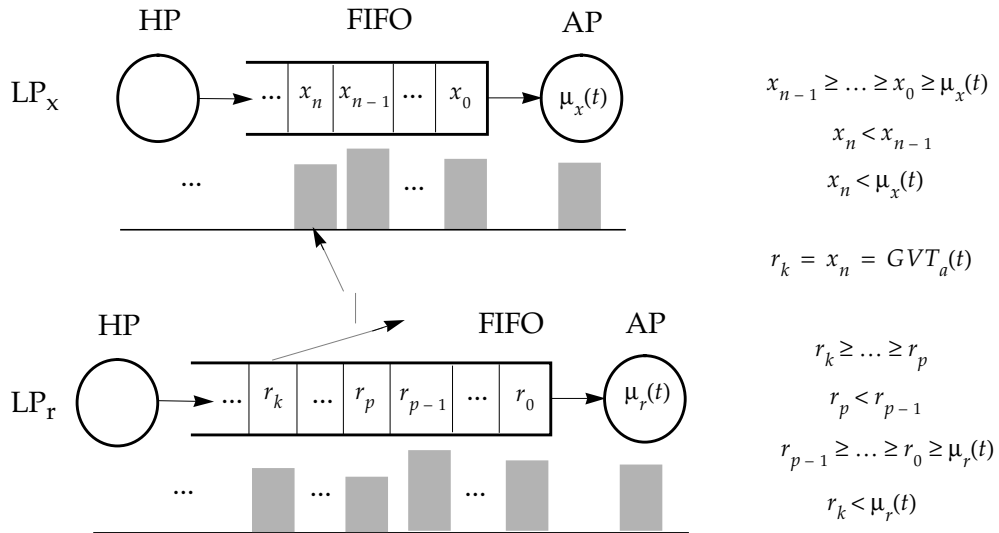 HP FIFO AP
LPₓ ... xₙ xₙ₋₁ ... x₀ μₓ(t)
... ...
xₙ₋₁ ≥ … ≥ x₀ ≥ μₓ(t)
xₙ < xₙ₋₁
xₙ < μₓ(t)
rₖ = xₙ = GVTₐ(t)
HP FIFO AP
LPᵣ ... rₖ ... rₚ rₚ₋₁ ... r₀ μᵣ(t)
... ... ...
rₖ ≥ … ≥ rₚ
rₚ < rₚ₋₁
rₚ₋₁ ≥ … ≥ r₀ ≥ μᵣ(t)
rₖ < μᵣ(t)